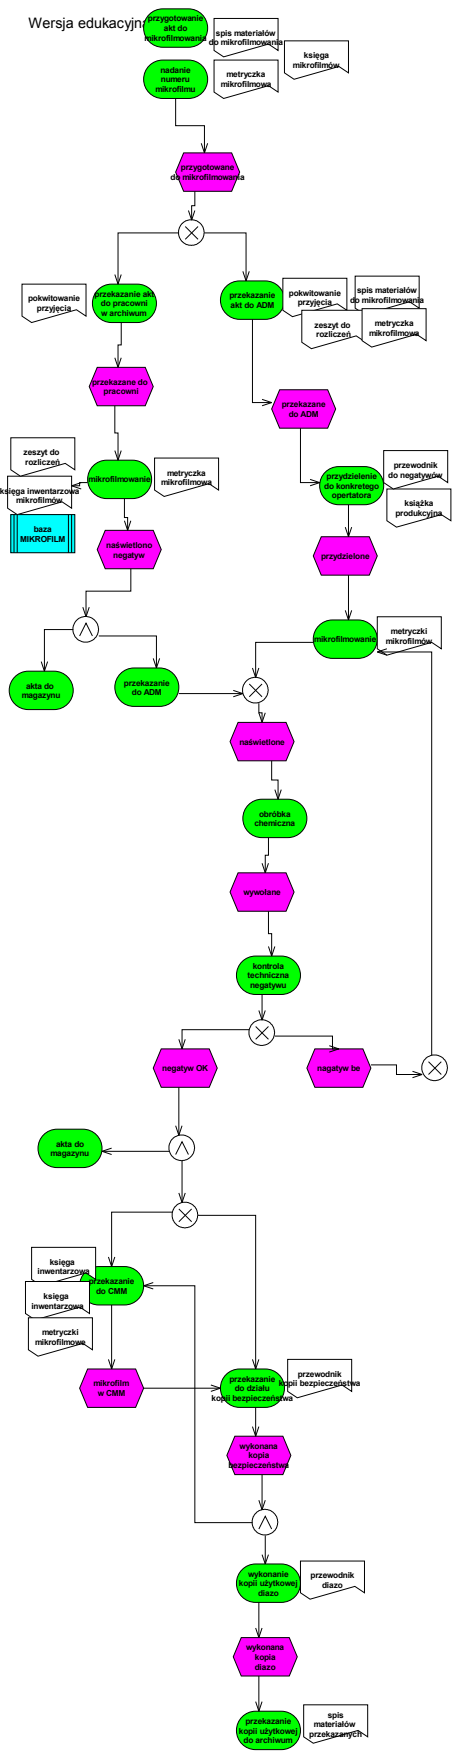 Wersja edukacyjna
przygotowanie
akt do
mikrofilmowania
spis materiałów
do mikrofilmowania
księga
mikrofilmów
nadanie
numeru
mikrofilmu
metryczka
mikrofilmowa
przygotowane
do mikrofilmowania
pokwitowanie
przyjęcia
przekazanie akt
do pracowni
w archiwum
przekazanie
akt do ADM
pokwitowanie
przyjęcia
spis materiałów
do mikrofilmowania
zeszyt do
rozliczeń
metryczka
mikrofilmowa
przekazane do
pracowni
przekazane
do ADM
zeszyt do
rozliczeń
księga inwentarzowa
mikrofilmów
baza
MIKROFILM
mikrofilmowanie
metryczka
mikrofilmowa
przydzielenie
do konkretego
opertatora
przewodnik
do negatywów
książka
produkcyjna
naświetlono
negatyw
przydzielone
mikrofilmowanie
metryczki
mikrofilmów
akta do
magazynu
przekazanie
do ADM
naświetlone
obróbka
chemiczna
wywołane
kontrola
techniczna
negatywu
negatyw OK
nagatyw be
akta do
magazynu
księga
inwentarzowa
księga
inwentarzowa
metryczki
mikrofilmowe
przekazanie
do CMM
mikrofilm
w CMM
przekazanie
do działu
kopii bezpieczeństwa
przewodnik
kopii bezpieczeństwa
wykonana
kopia
bezpieczeństwa
wykonanie
kopii użytkowej
diazo
przewodnik
diazo
wykonana
kopia
diazo
przekazanie
kopii użytkowej
do archiwum
spis
materiałów
przekazanych